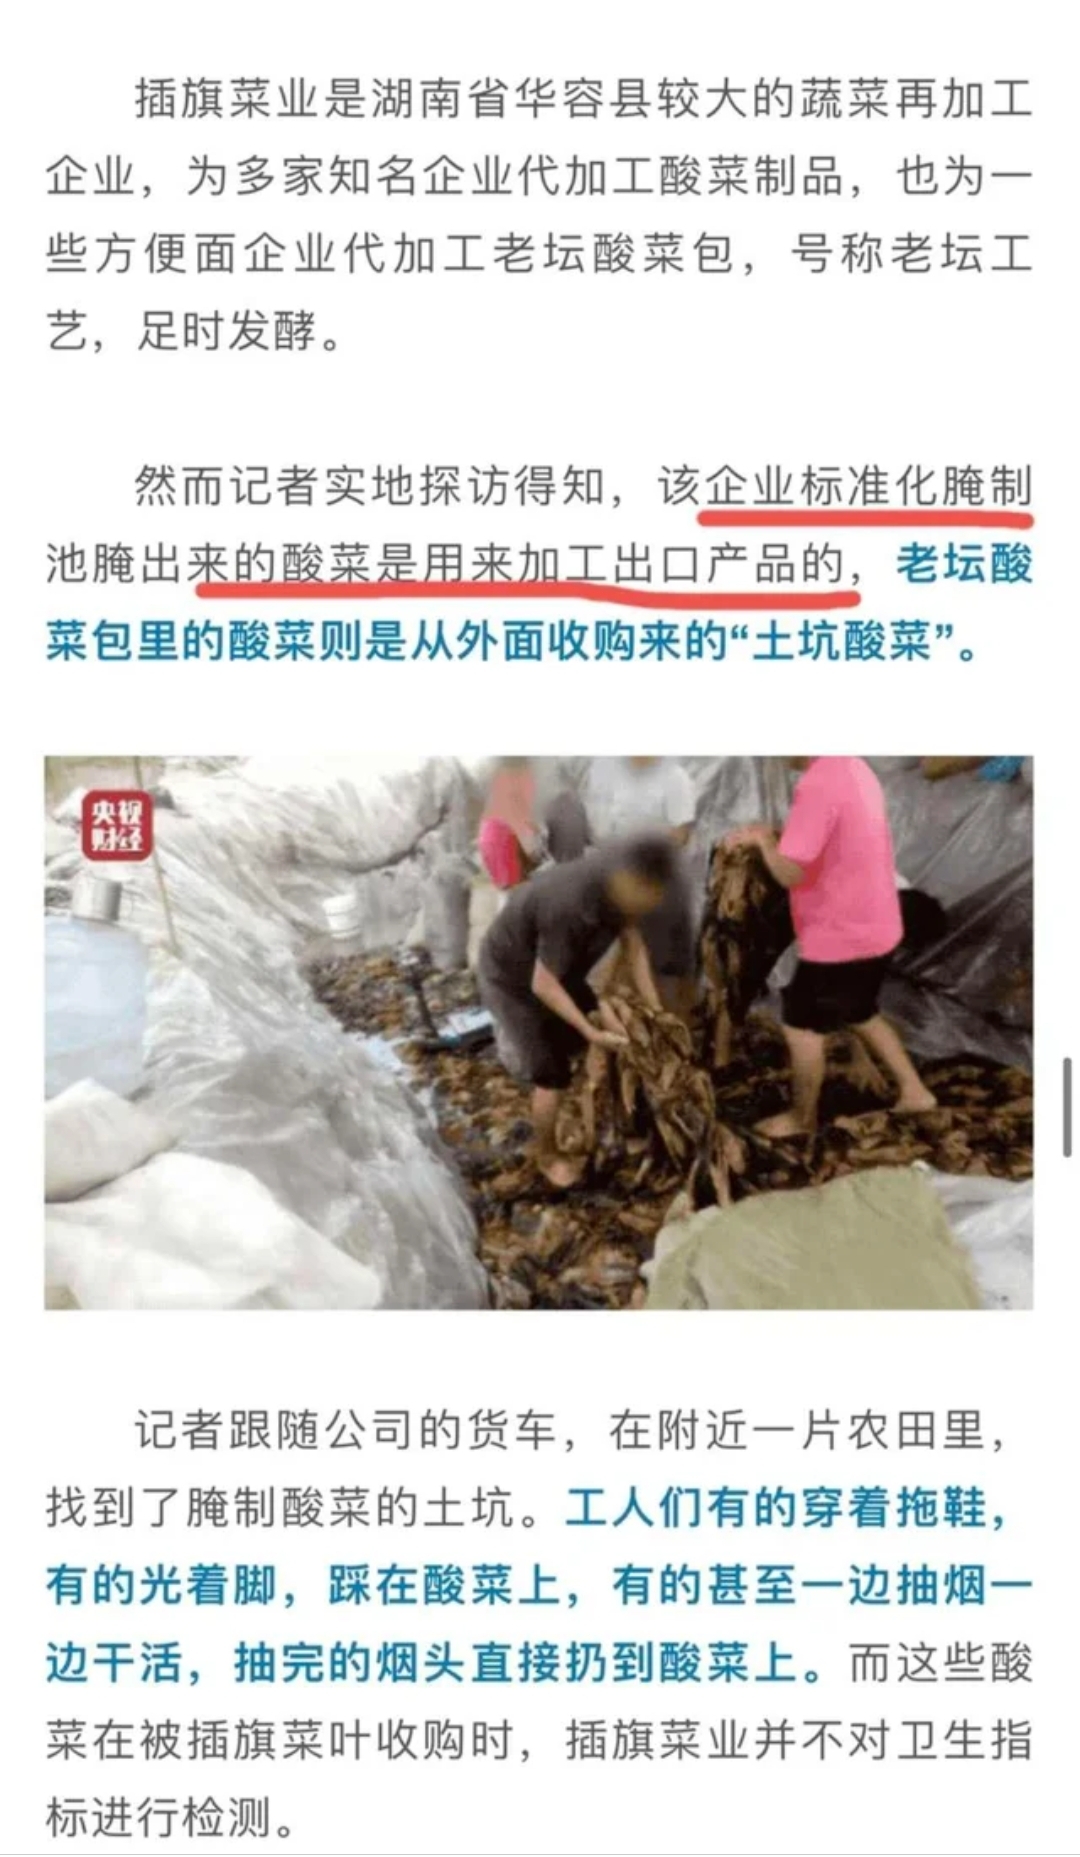 插旗菜业是湖南省华容县较大的蔬菜再加工
企业，为多家知名企业代加工酸菜制品，也为一
些方便面企业代加工老坛酸菜包，号称老坛工
艺，足时发酵。
然而记者实地探访得知，该企业标准化腌制
池腌出来的酸菜是用来加工出口产品的，老坛酸
菜包里的酸菜则是从外面收购来的“土坑酸菜”。
央视
财经
记者跟随公司的货车，在附近一片农田里，
找到了腌制酸菜的土坑。工人们有的穿着拖鞋，
有的光着脚，踩在酸菜上，有的甚至一边抽烟一
边干活，抽完的烟头直接扔到酸菜上。而这些酸
菜在被插旗菜叶收购时，插旗菜业并不对卫生指
标进行检测。